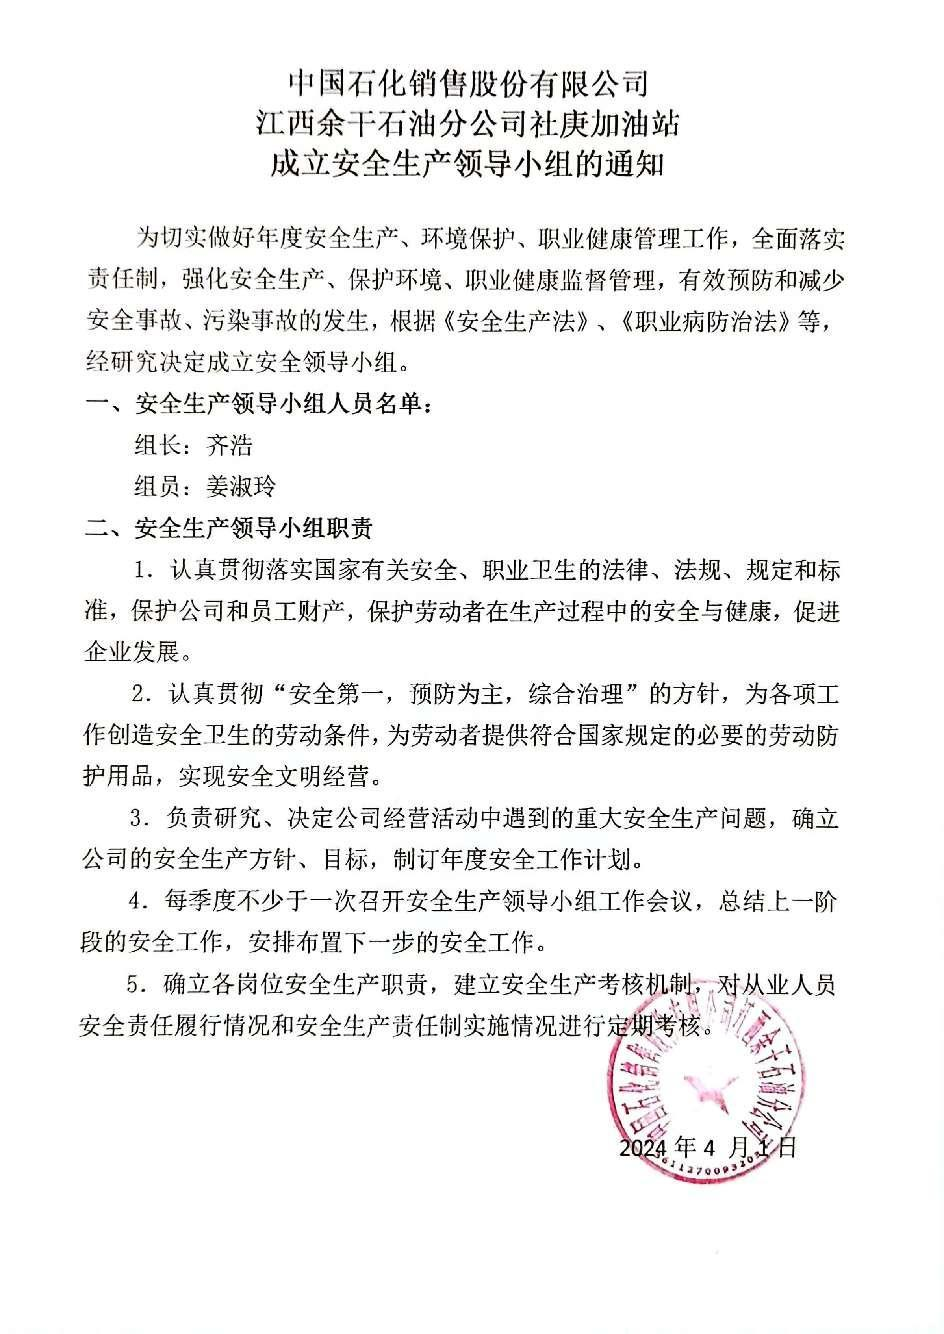 中国石化销售股份有限公司
江西余干石油分公司社庚加油站
成立安全生产领导小组的通知
为切实做好年度安全生产、环境保护、职业健康管理工作，全面落实
责任制，强化安全生产、保护环境、职业健康监督管理，有效预防和减少
安全事故、污染事故的发生，根据《安全生产法》、《职业病防治法》等，
经研究决定成立安全领导小组。
一、安全生产领导小组人员名单：
组长：齐浩
组员：姜淑玲
二、安全生产领导小组职责
1．认真贯彻落实国家有关安全、职业卫生的法律、法规、规定和标
准，保护公司和员工财产，保护劳动者在生产过程中的安全与健康，促进
企业发展。
2．认真贯彻“安全第一，预防为主，综合治理”的方针，为各项工
作创造安全卫生的劳动条件，为劳动者提供符合国家规定的必要的劳动防
护用品，实现安全文明经营。
3．负责研究、决定公司经营活动中遇到的重大安全生产问题，确立
公司的安全生产方针、目标，制订年度安全工作计划。
4．每季度不少于一次召开安全生产领导小组工作会议，总结上一阶
段的安全工作，安排布置下一步的安全工作。
5．确立各岗位安全生产职责，建立安全生产考核机制，对从业人员
安全责任履行情况和安全生产责任制实施情况进行定期考核。
中国石化销售股份有限公司江西余干石油分公司
2024 年 4 月 1 日